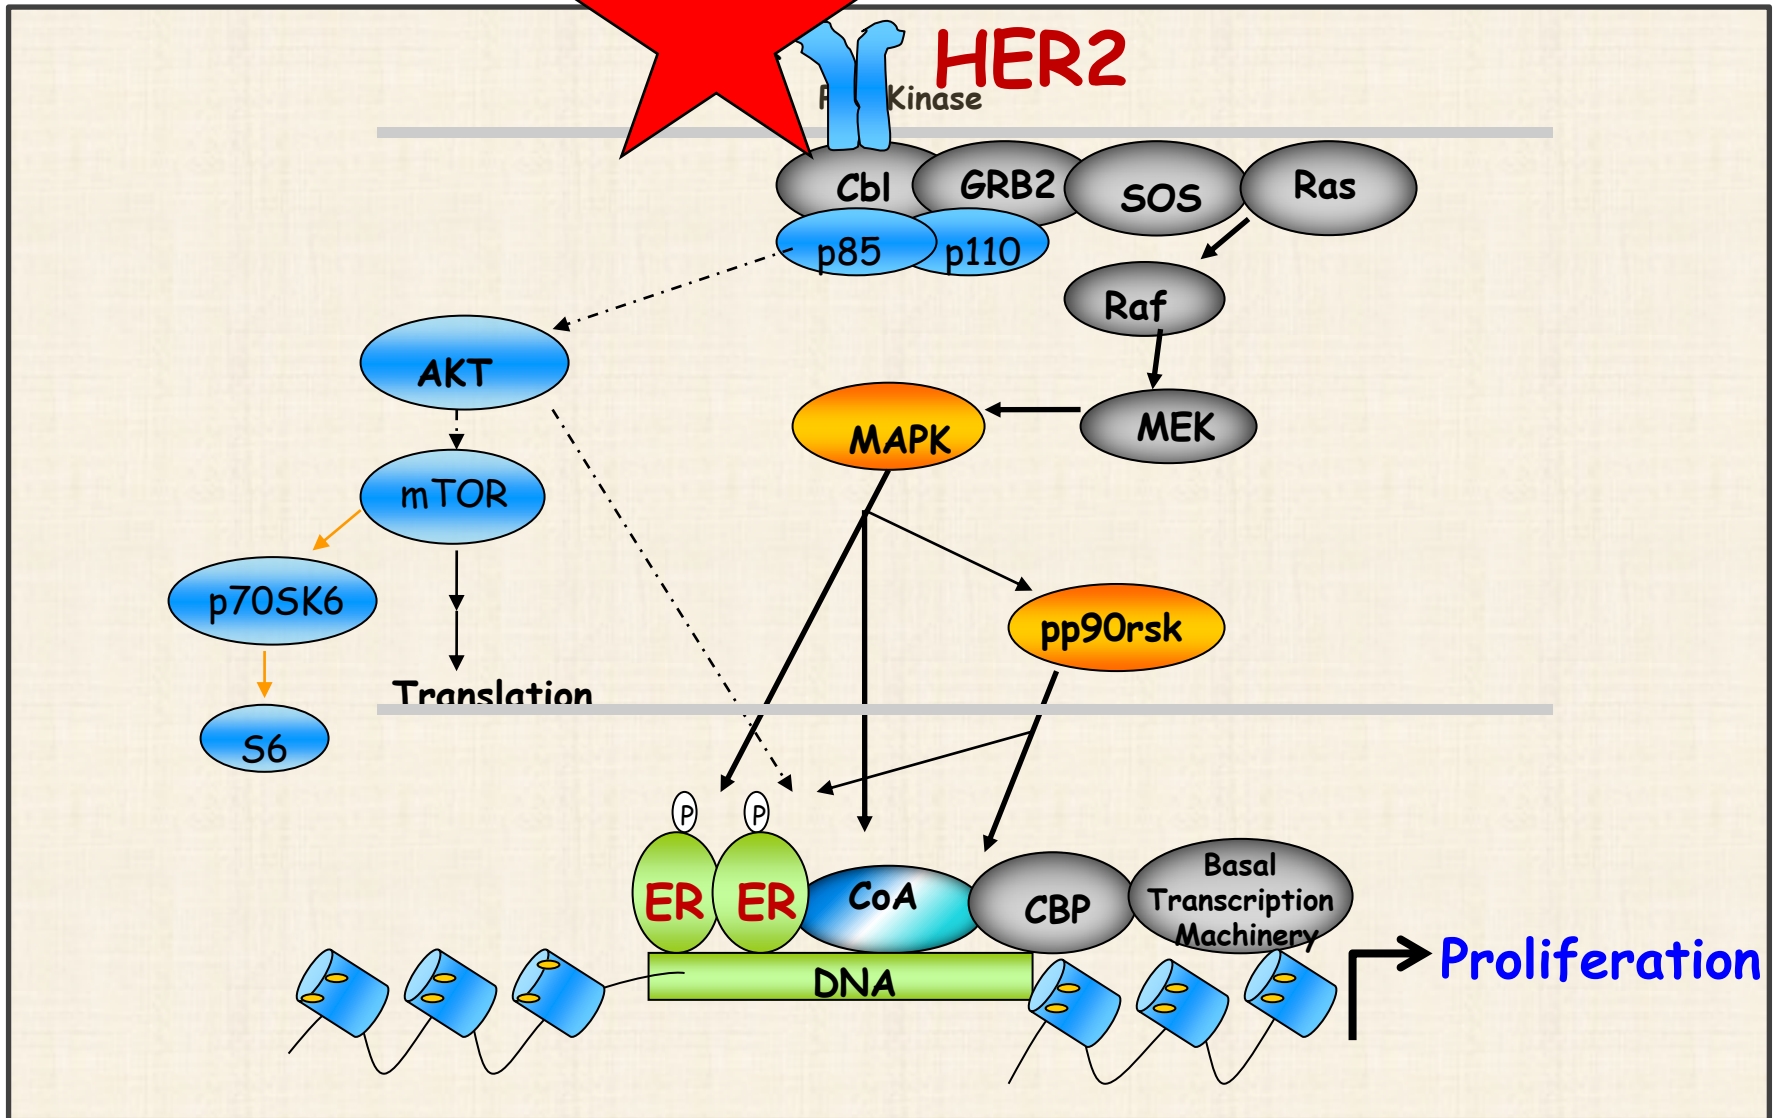 HER2
Kinase
Cbl
GRB2
SOS
Ras
p85
p110
Raf
AKT
MAPK
MEK
mTOR
p70SK6
pp90rsk
Translation
S6
P
P
ER
ER
CoA
CBP
Basal
Transcription
Machinery
DNA
Proliferation